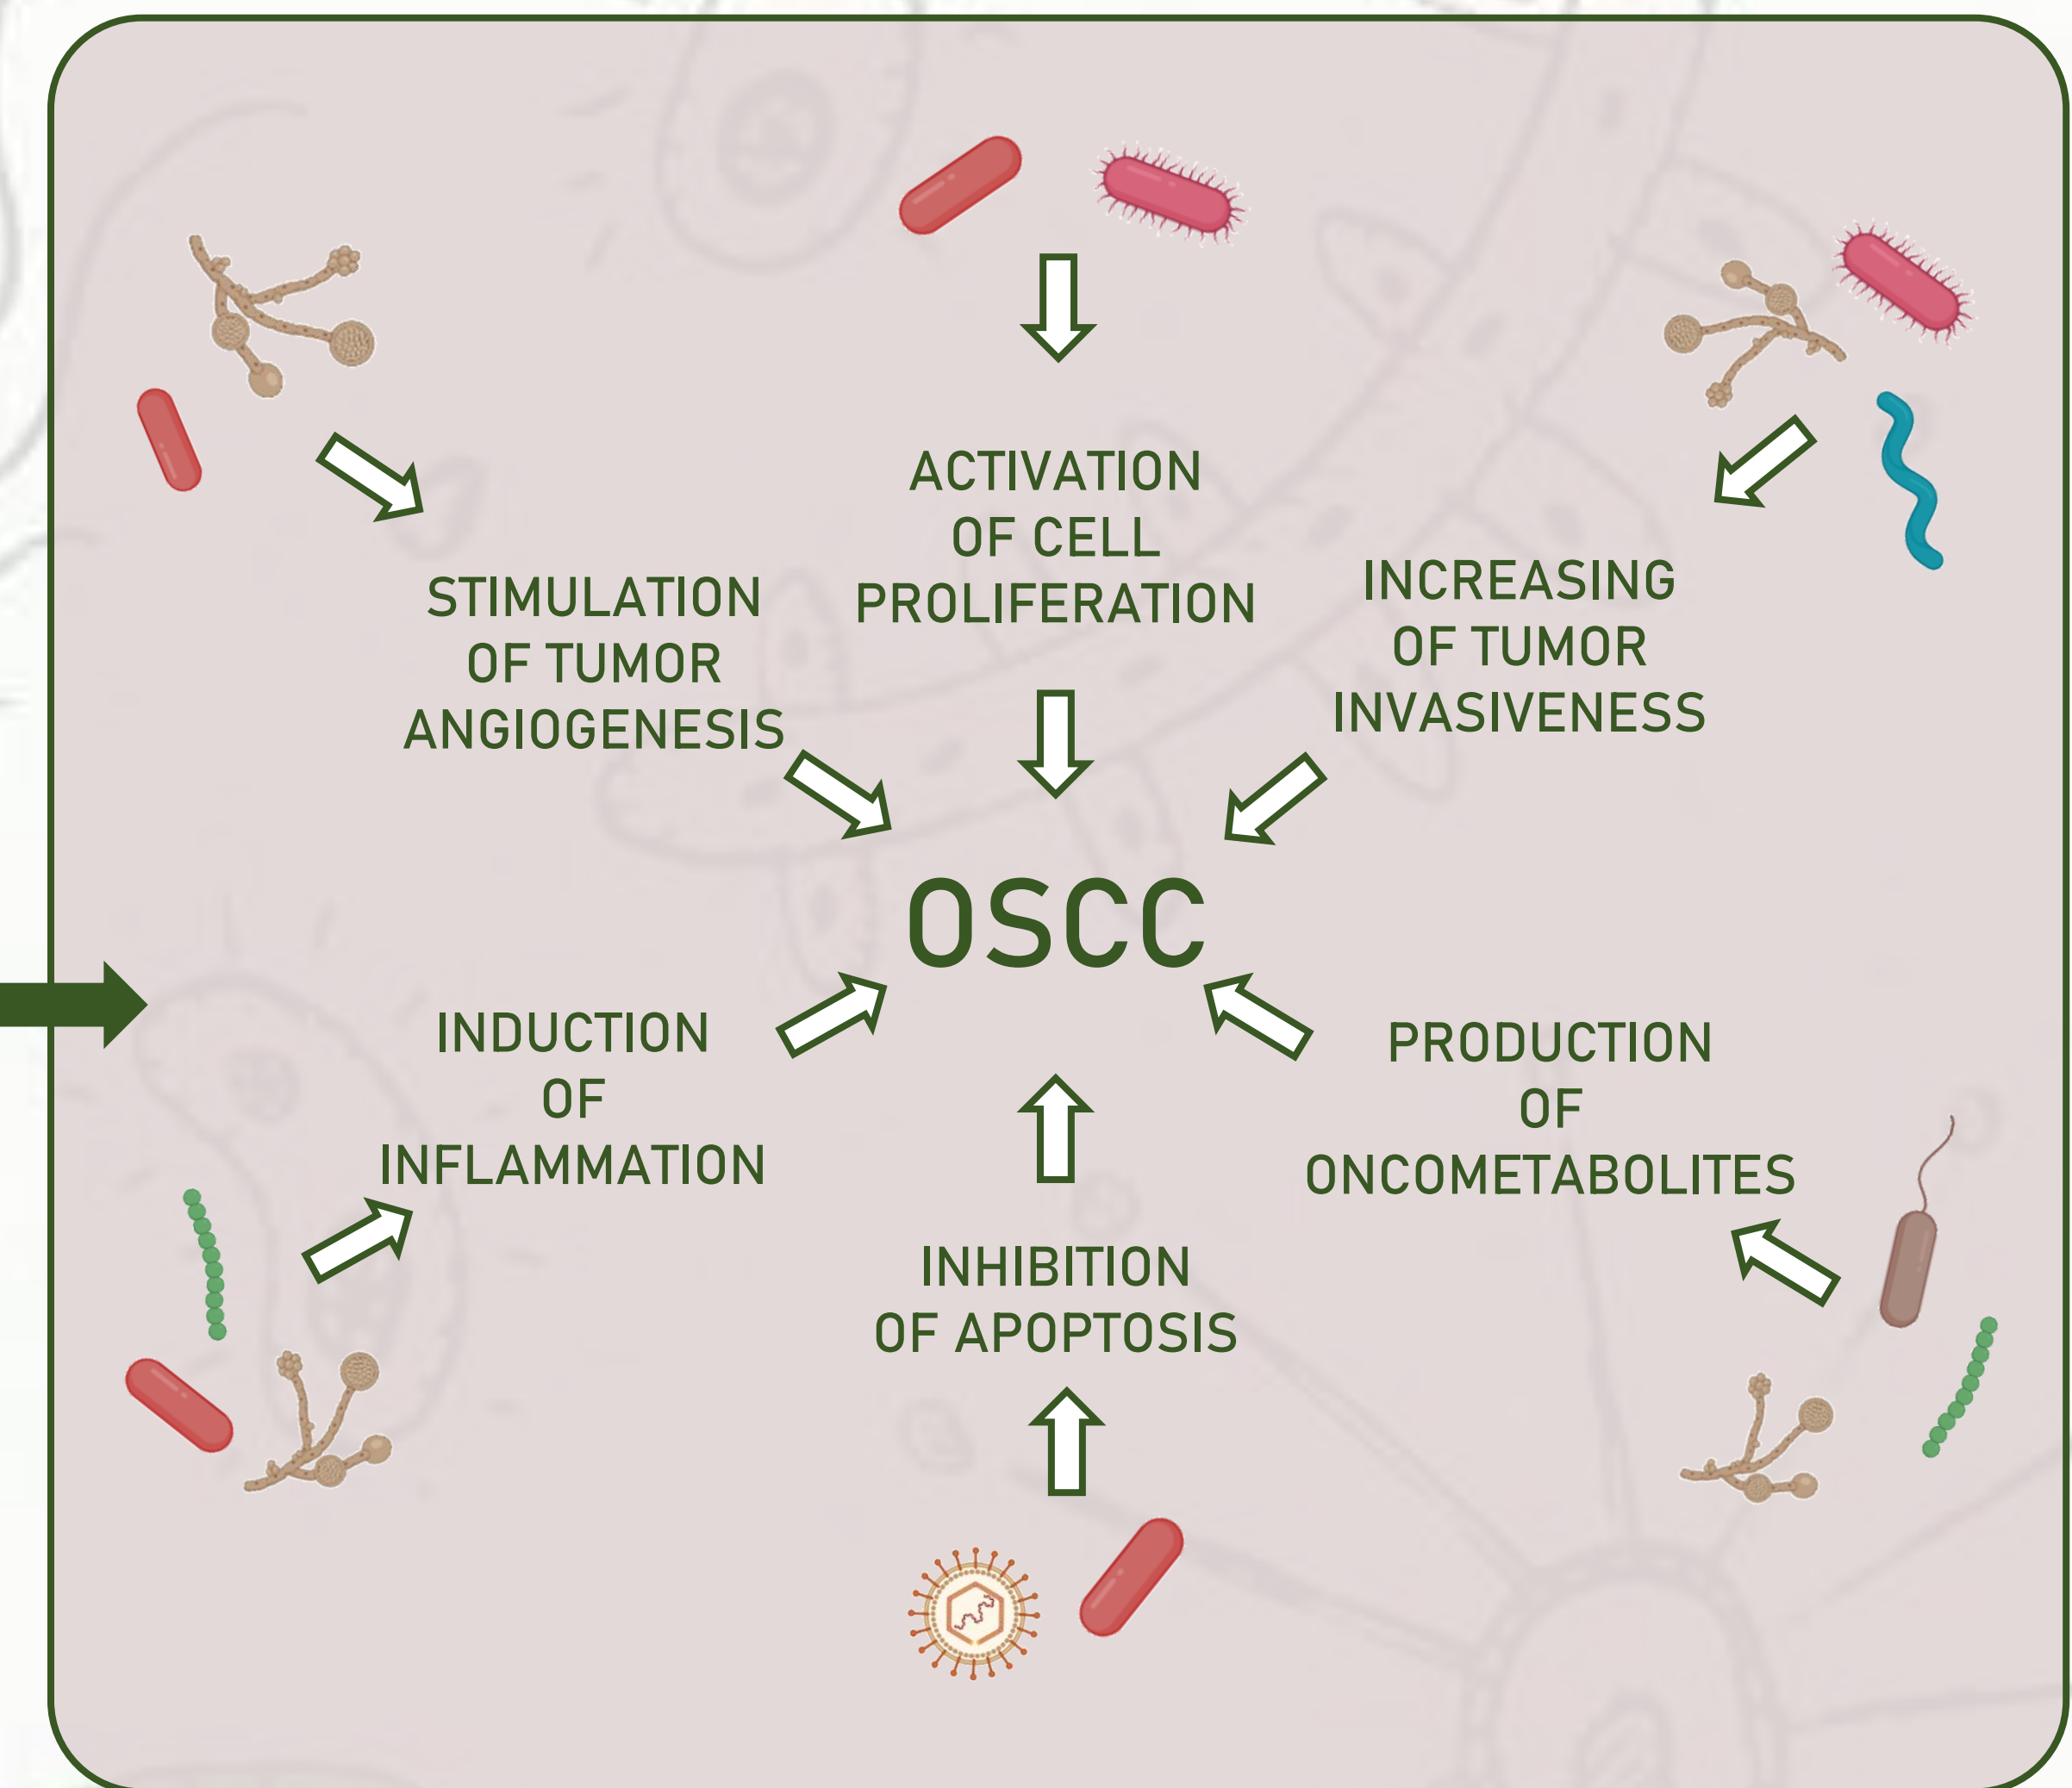 ACTIVATION
OF CELL
PROLIFERATION
STIMULATION
OF TUMOR
ANGIOGENESIS
INCREASING
OF TUMOR
INVASIVENESS
OSCC
INDUCTION
OF
INFLAMMATION
PRODUCTION
OF
ONCOMETABOLITES
INHIBITION
OF APOPTOSIS